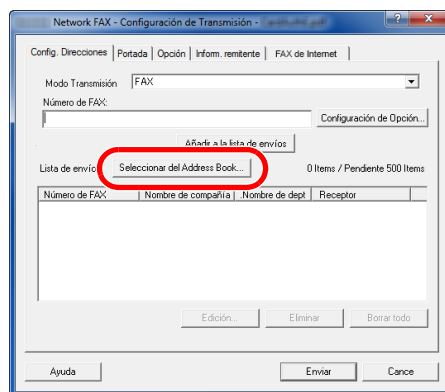 Network FAX - Configuración de Transmisión -
Config. Direcciones Portada Opción Inform. remitente FAX de Internet
Modo Transmisión FAX
Número de FAX:
Configuración de Opción...
Añadir a la lista de envíos
Lista de envío Seleccionar del Address Book... 0 Items / Pendiente 500 Items
Número de FAX Nombre de compañía .Nombre de dept Receptor
Edición... Eliminar Borrar todo
Ayuda Enviar Cance